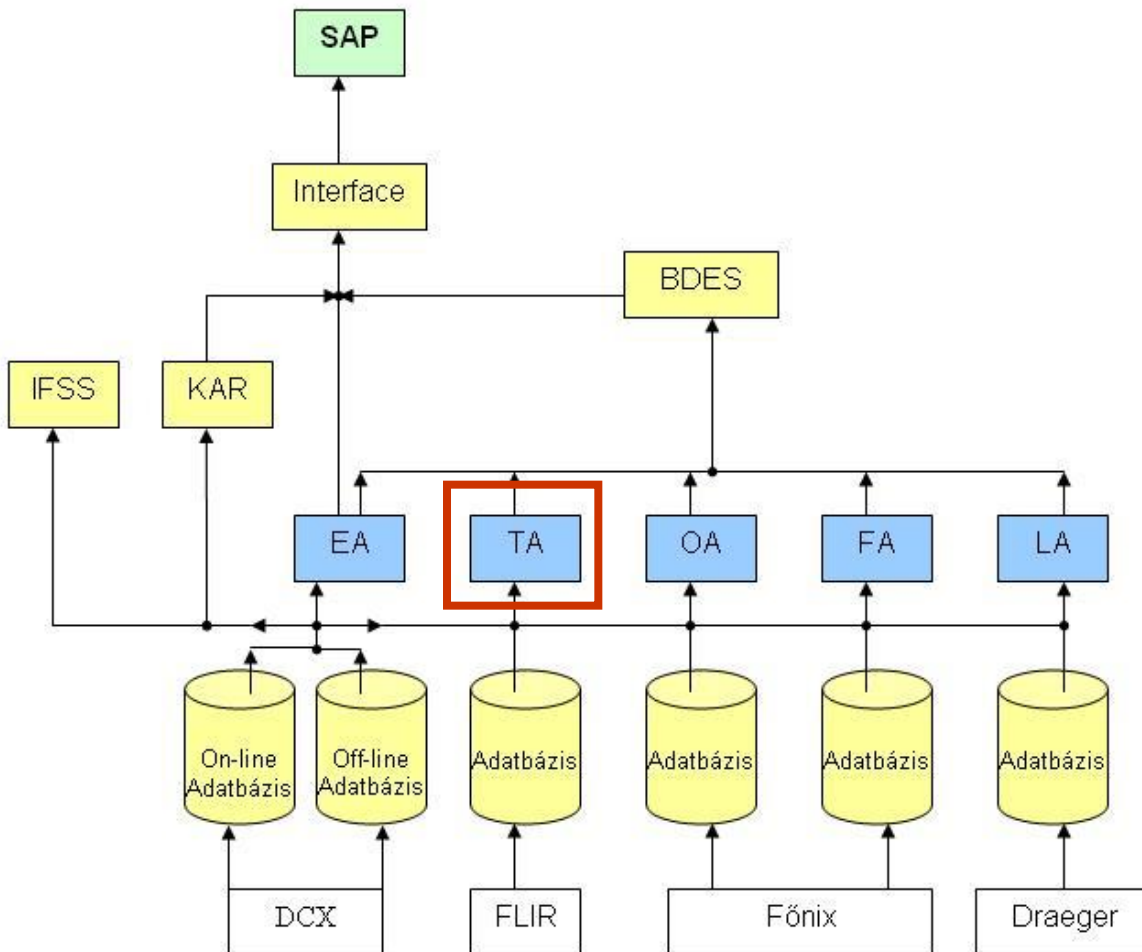 SAP
Interface
BDES
IFSS
KAR
EA
TA
OA
FA
LA
On-line
Adatbázis
Off-line
Adatbázis
Adatbázis
Adatbázis
Adatbázis
Adatbázis
DCX
FLIR
Főnix
Draeger